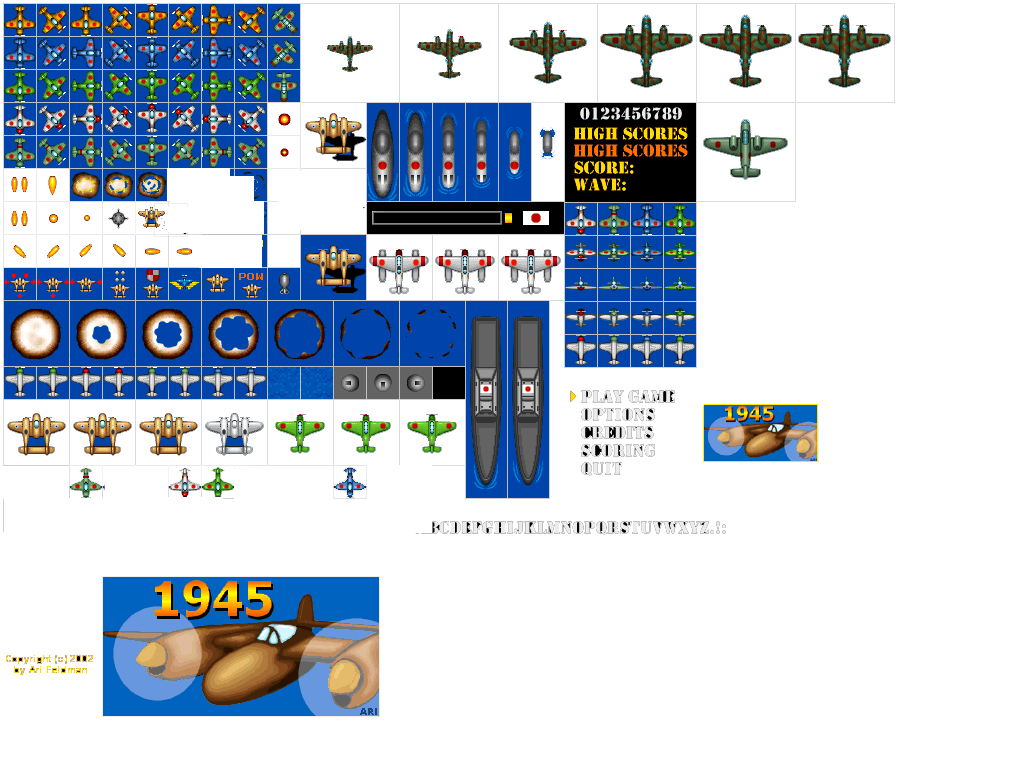 0123456789
HIGH SCORES
HIGH SCORES
SCORE:
WAVE:
POW
PLAY GAME
OPTIONS
CREDITS
SCORING
QUIT
1945
BCDEFGHIJKLMNOPQRSTUVWXYZ.!:
1945
Copyright (c) 2002
by Ari Feldman
ARI